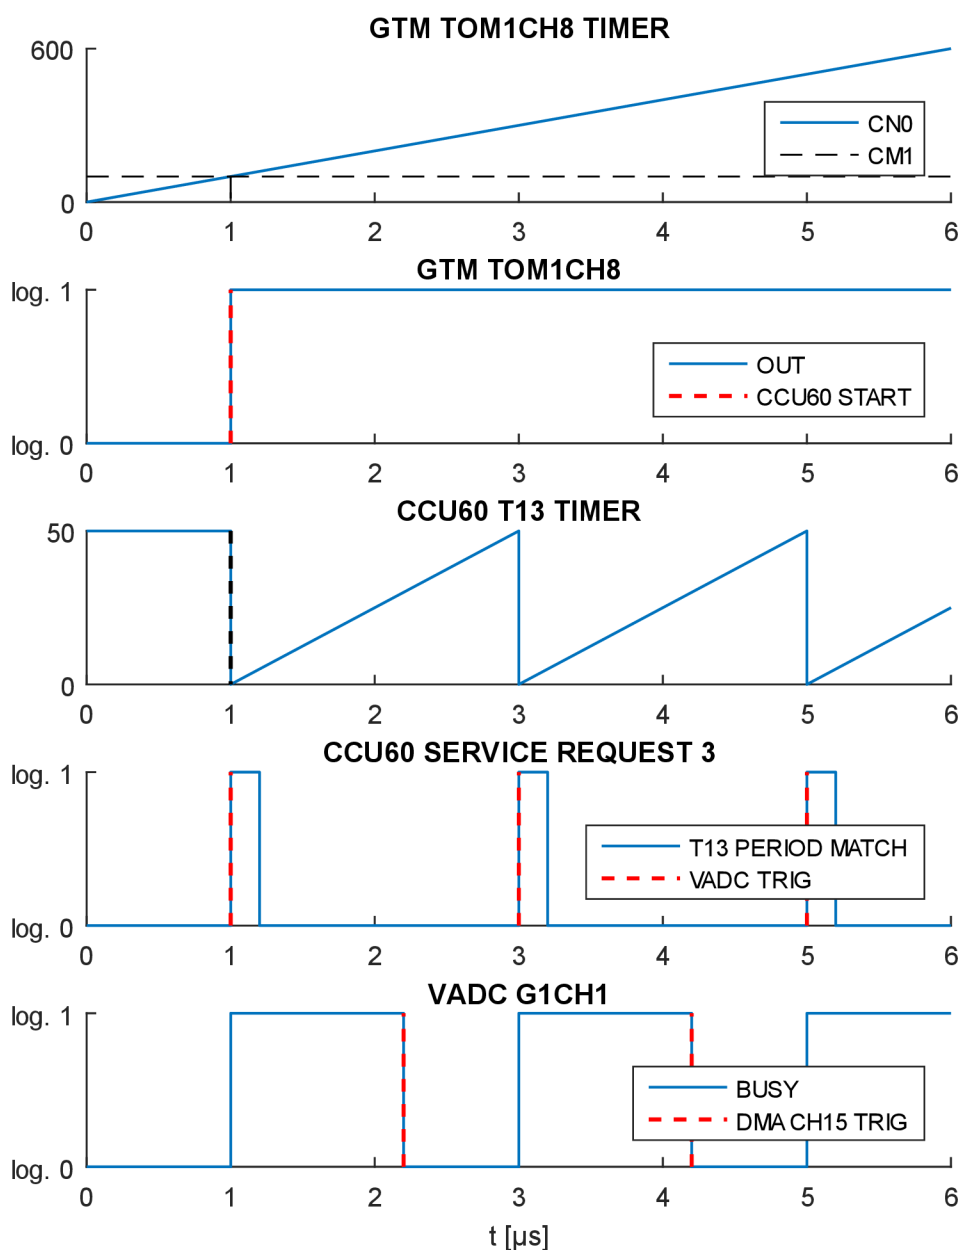 GTM TOM1CH8 TIMER
600
CN0
CM1
0
0 1 2 3 4 5 6
GTM TOM1CH8
log. 1
OUT
CCU60 START
log. 0
0 1 2 3 4 5 6
CCU60 T13 TIMER
50
0
0 1 2 3 4 5 6
CCU60 SERVICE REQUEST 3
log. 1
T13 PERIOD MATCH
VADC TRIG
log. 0
0 1 2 3 4 5 6
VADC G1CH1
log. 1
BUSY
DMA CH15 TRIG
log. 0
0 1 2 3 4 5 6
t [μs]